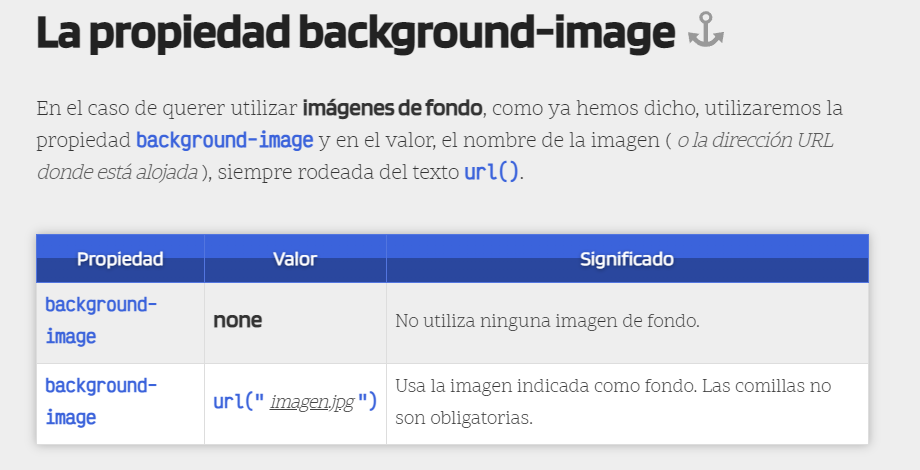 La propiedad background-image
En el caso de querer utilizar imágenes de fondo, como ya hemos dicho, utilizaremos la
propiedad background-image y en el valor, el nombre de la imagen ( o la dirección URL
donde está alojada ), siempre rodeada del texto url().
Propiedad Valor Significado
background-
image
none
No utiliza ninguna imagen de fondo.
background-
image
url(" imagen.jpg ")
Usa la imagen indicada como fondo. Las comillas no
son obligatorias.